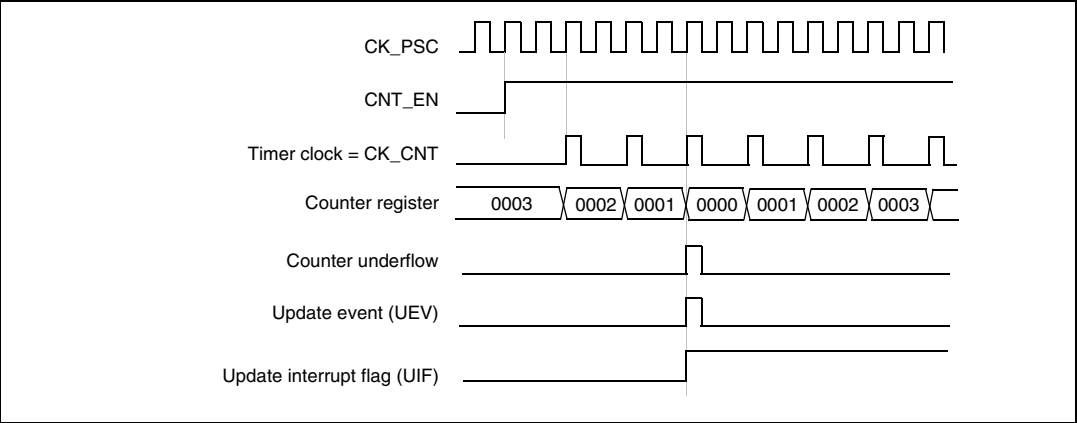 CK_PSC
CNT_EN
Timer clock = CK_CNT
Counter register 0003 0002 0001 0000 0001 0002 0003
Counter underflow
Update event (UEV)
Update interrupt flag (UIF)